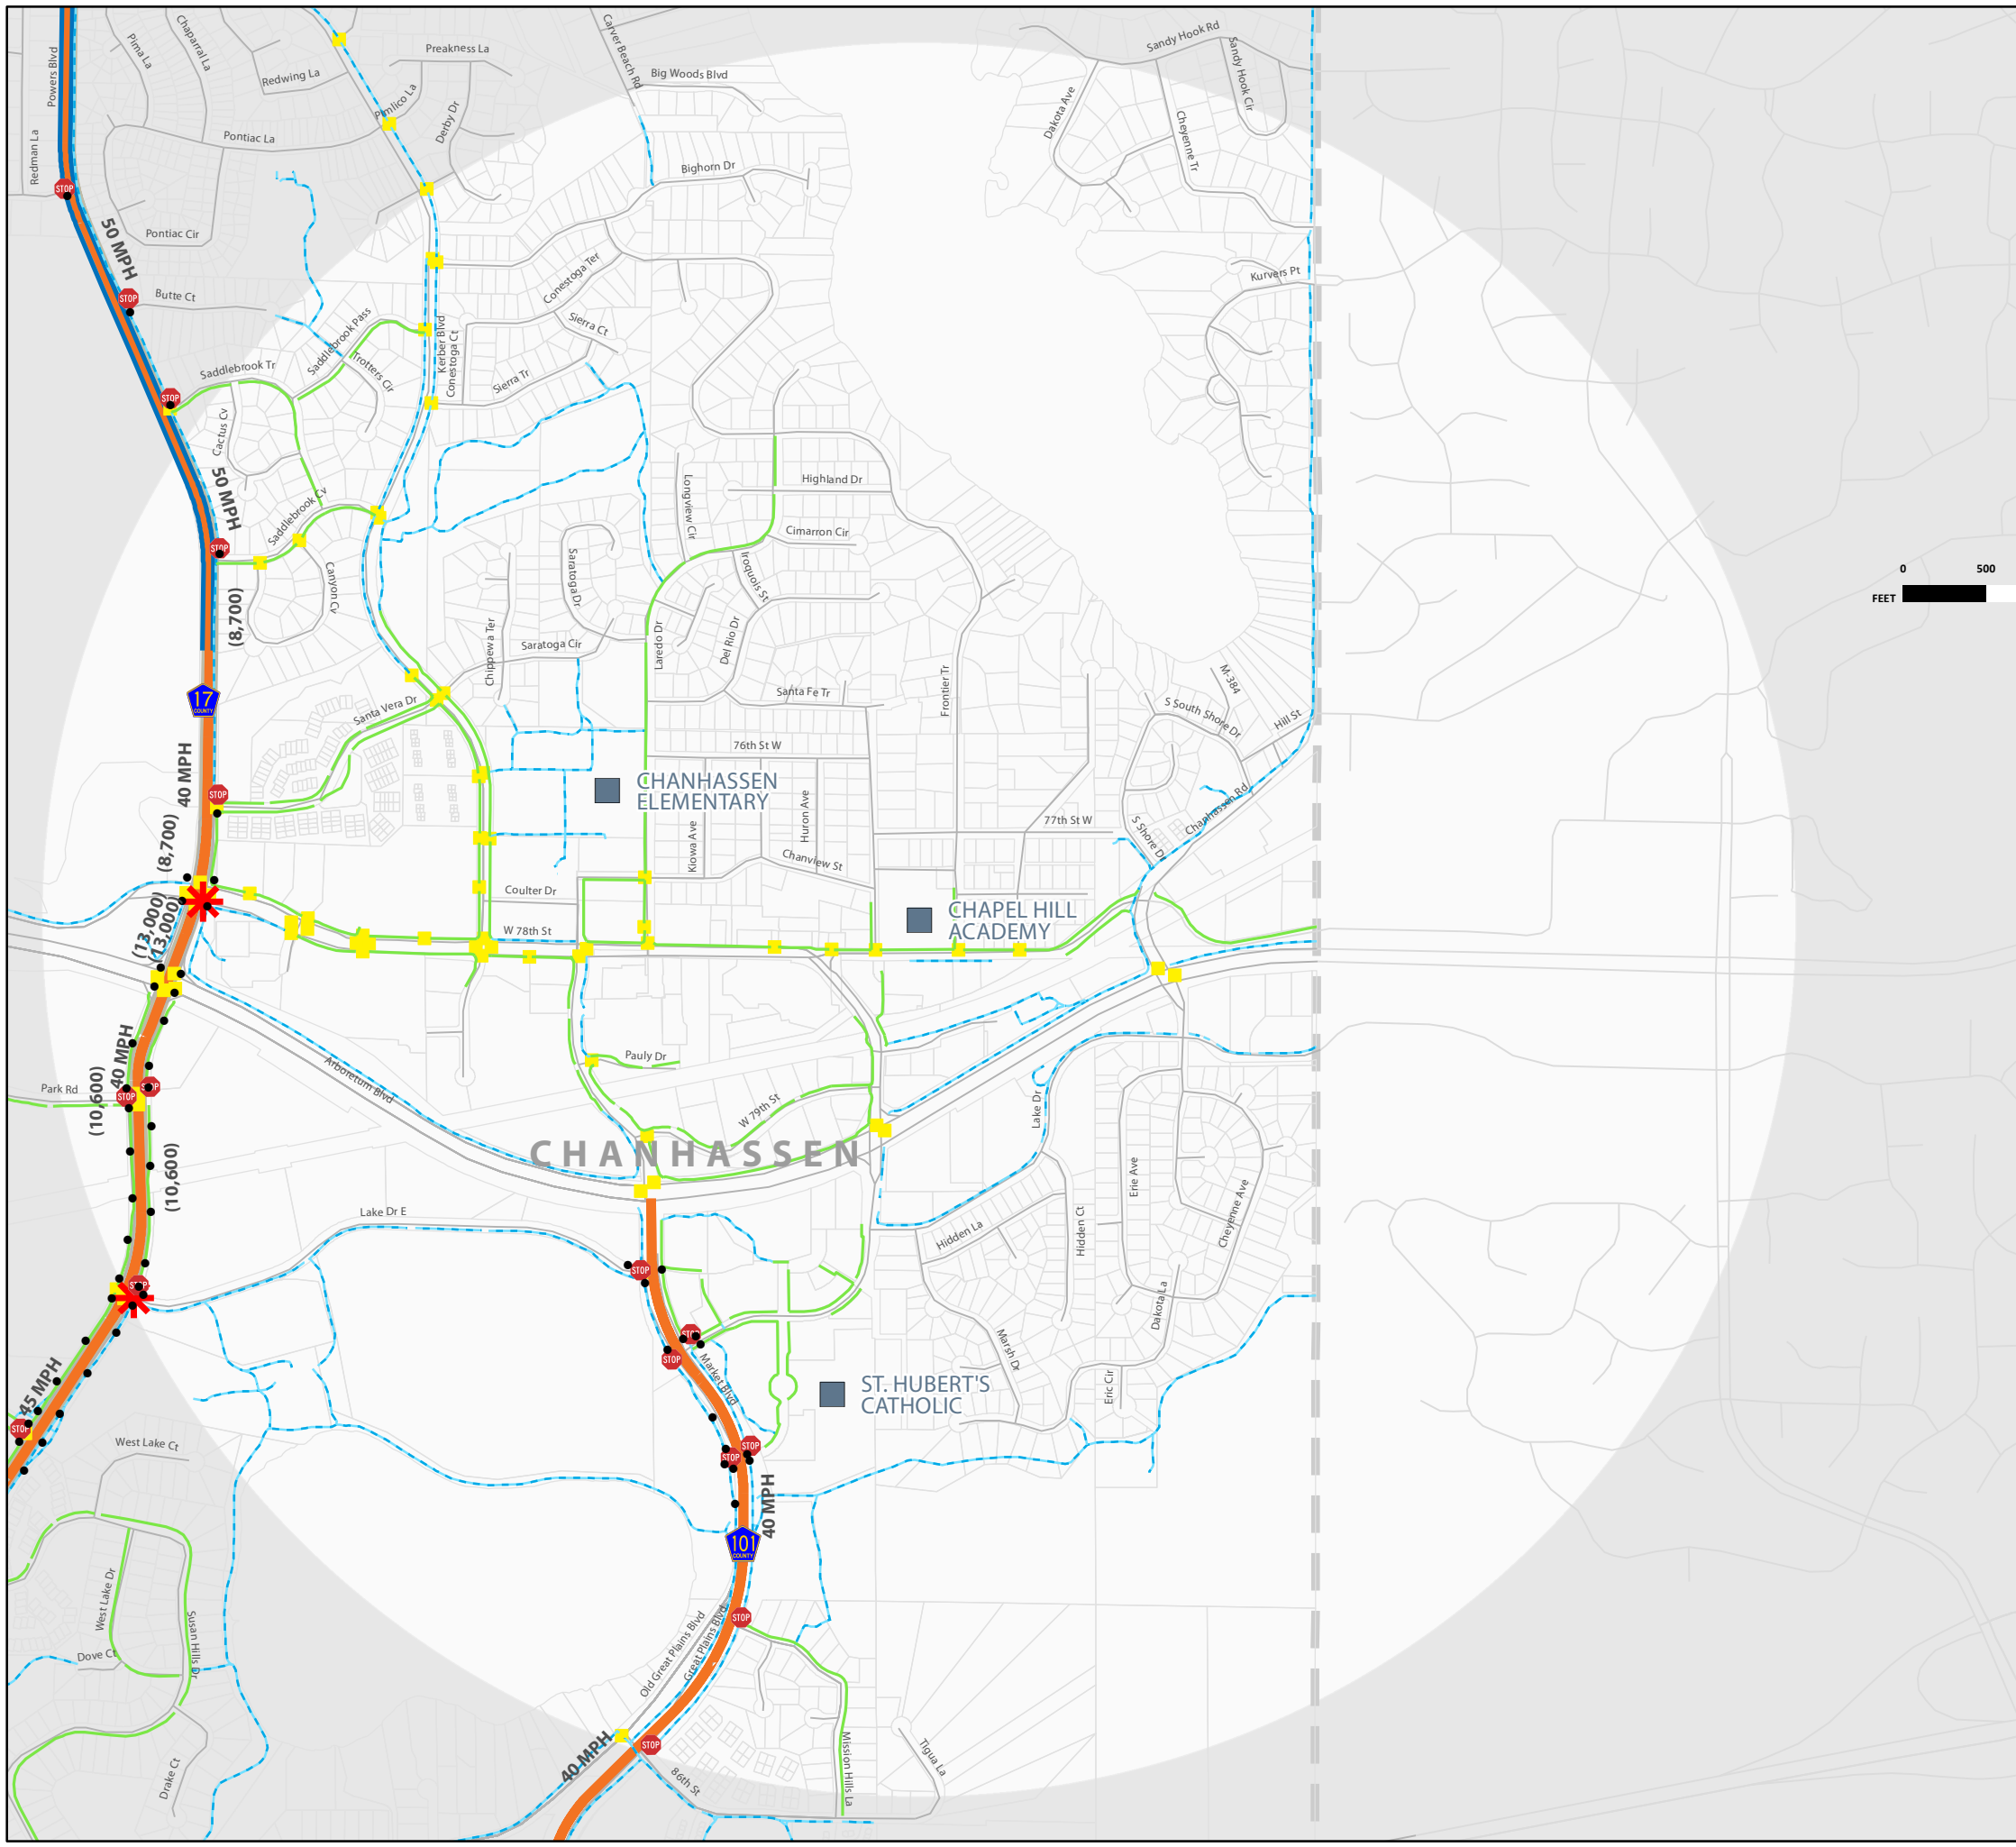 Powers Blvd
Pima La
Chaparral La
Redwing La
Preakness La
Pimlico La
Derby Dr
Carver Beach Rd
Big Woods Blvd
Sandy Hook Rd
Sandy Hook Cir
Dakota Ave
Cheyenne Tr
Redman La
Pontiac La
Bighorn Dr
STOP
Pontiac Cir
50 MPH
Conestoga Ter
Kurvers Pt
STOP
Butte Ct
Saddlebrook Pass
Sierra Ct
Kerber Blvd
Conestoga Ct
Saddlebrook Tr
Trotters Cir
Sierra Tr
STOP
Cactus Cv
50 MPH
Saddlebrook Cv
Longview Cir
Highland Dr
Cimarron Cir
STOP
Canyon Cv
Saratoga Dr
Iroquois St
0
500
FEET
(8,700)
Chippewa Ter
Saratoga Cir
Laredo Dr
Del Rio Dr
Santa Fe Tr
Frontier Tr
M-384
17
COUNTY
Santa Vera Dr
S South Shore Dr
Hill St
76th St W
40 MPH
STOP
CHANHASSEN
ELEMENTARY
Kiowa Ave
Huron Ave
77th St W
Chanhassen Rd
S Shore Dr
(8,700)
Chanview St
Coulter Dr
CHAPEL HILL
ACADEMY
W 78th St
(13,000)
(13,000)
40 MPH
Park Rd
STOP
STOP
(10,600)
(10,600)
Arboretum Blvd
Pauly Dr
W 79th St
Lake Dr
CHANHASSEN
Erie Ave
Cheyenne Ave
Lake Dr E
Hidden La
Hidden Ct
STOP
STOP
Dakota La
STOP
STOP
Market Blvd
Marsh Dr
Eric Cir
45 MPH
STOP
ST. HUBERT'S
CATHOLIC
West Lake Ct
STOP
STOP
40 MPH
101
COUNTY
West Lake Dr
Susan Hills Dr
Dove Ct
STOP
Old Great Plains Blvd
Great Plains Blvd
Drake Ct
40 MPH
STOP
86th St
Mission Hills La
Tigua La